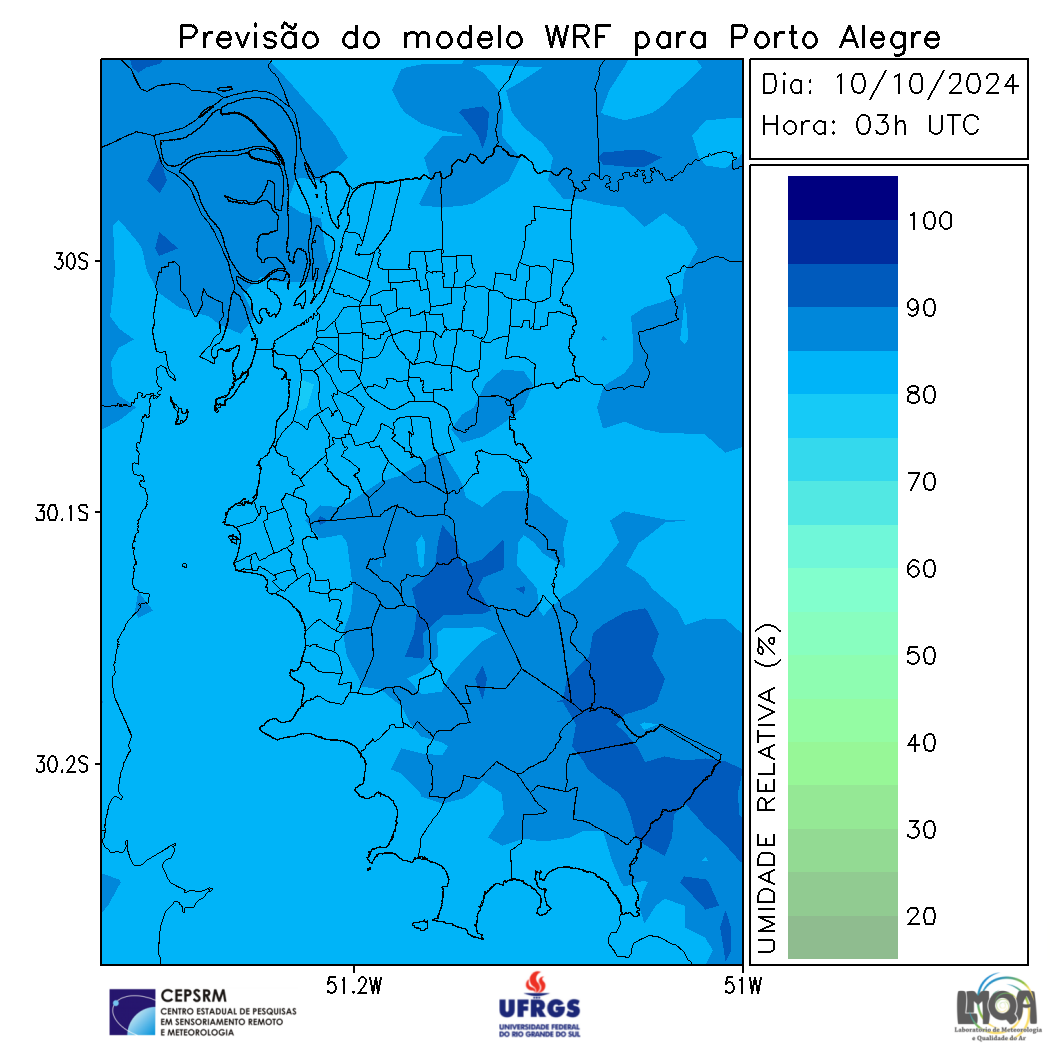 Previsão do modelo WRF para Porto Alegre
Dia: 10/10/2024
Hora: 03h UTC
30S
30.1S
30.2S
51.2W
51W
100
90
80
70
60
50
40
30
20
UMIDADE RELATIVA (%)
CEPSRM
CENTRO ESTADUAL DE PESQUISAS
EM SENSORIAMENTO REMOTO
E METEOROLOGIA
UFRGS
UNIVERSIDADE FEDERAL
DO RIO GRANDE DO SUL
LMQA
Laboratório de Meteorologia
e Qualidade do Ar